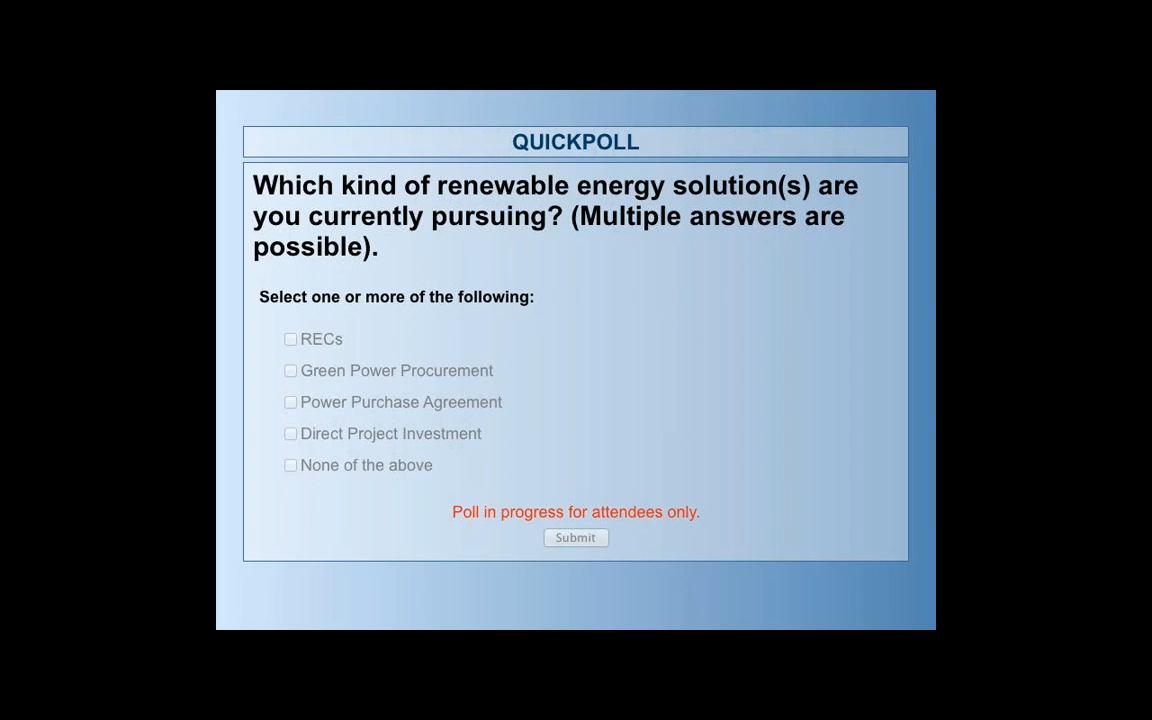 QUICKPOLL
Which kind of renewable energy solution(s) are
you currently pursuing? (Multiple answers are
possible).
Select one or more of the following:
RECs
Green Power Procurement
Power Purchase Agreement
Direct Project Investment
None of the above
Poll in progress for attendees only.
Submit